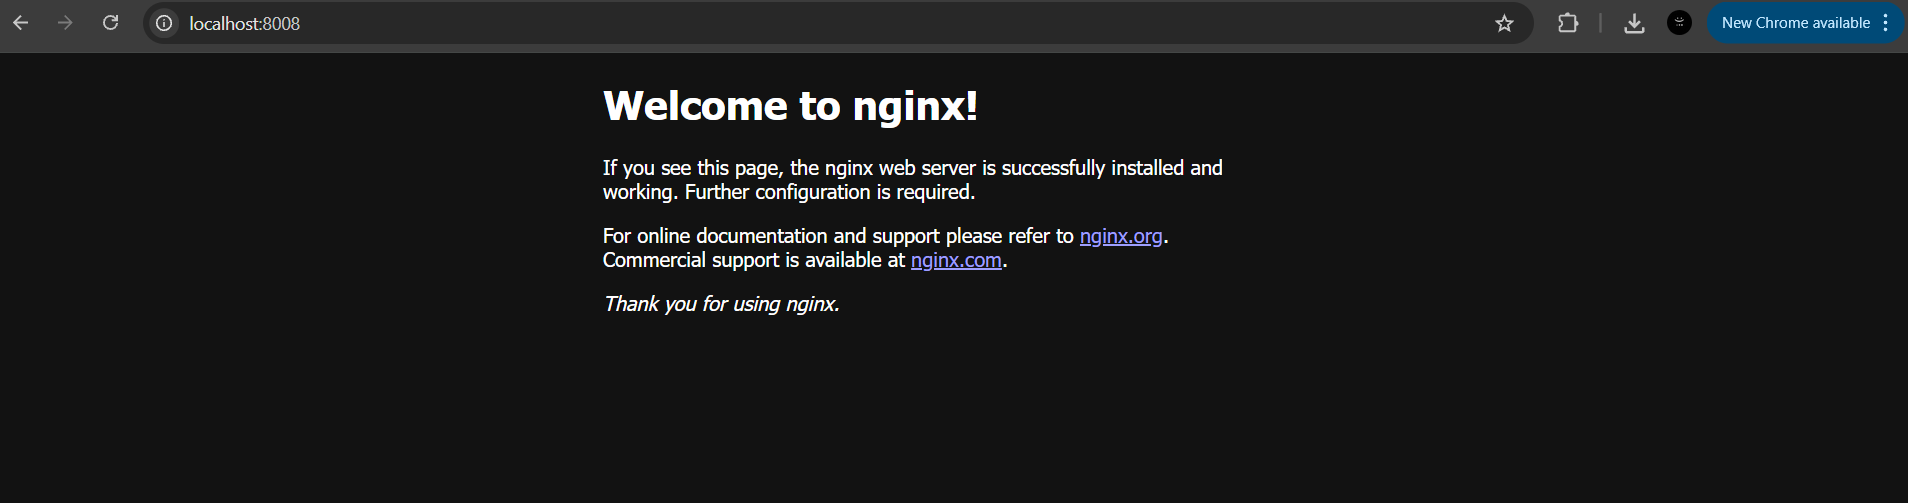 localhost:8008
New Chrome available
Welcome to nginx!
If you see this page, the nginx web server is successfully installed and
working. Further configuration is required.
For online documentation and support please refer to nginx.org.
Commercial support is available at nginx.com.
Thank you for using nginx.